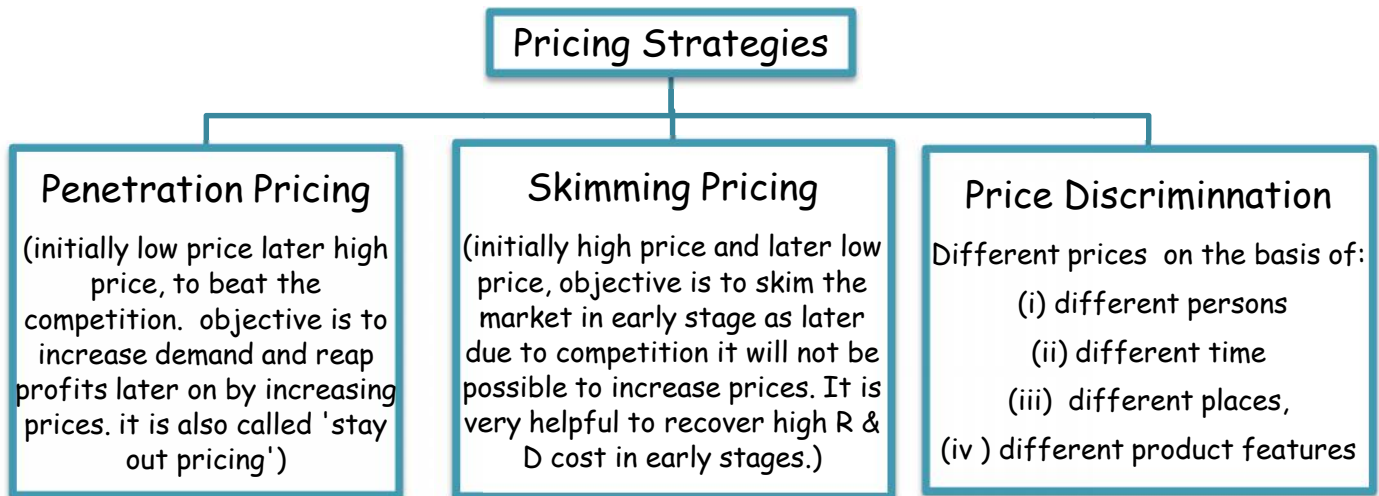 Pricing Strategies
Penetration Pricing
(initially low price later high
price, to beat the
competition.  objective is to
increase demand and reap
profits later on by increasing
prices. it is also called 'stay
out pricing')
Skimming Pricing
(initially high price and later low
price, objective is to skim the
market in early stage as later
due to competition it will not be
possible to increase prices. It is
very helpful to recover high R &
D cost in early stages.)
Price Discriminnation
Different prices  on the basis of:
(i) different persons
(ii) different time
(iii)  different places,
(iv ) different product features